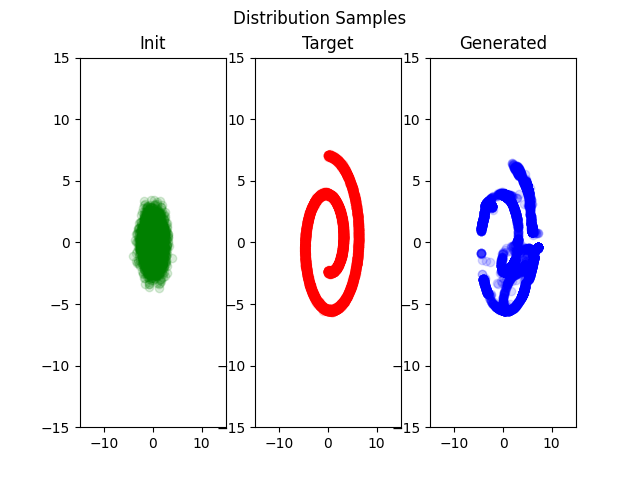 Distribution Samples
Init Target Generated
15 15 15
10 10 10
5 5 5
0 0 0
−5 −5 −5
−10 −10 −10
−15 −15 −15
−10 0 10 −10 0 10 −10 0 10